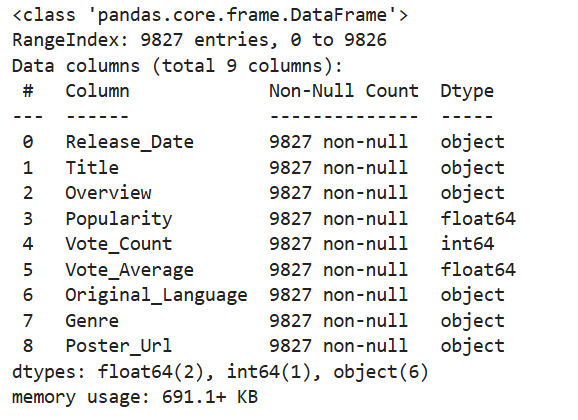 <class 'pandas.core.frame.DataFrame'>
RangeIndex: 9827 entries, 0 to 9826
Data columns (total 9 columns):
 #   Column             Non-Null Count  Dtype
---  ------             --------------  -----
 0   Release_Date       9827 non-null   object
 1   Title              9827 non-null   object
 2   Overview           9827 non-null   object
 3   Popularity         9827 non-null   float64
 4   Vote_Count         9827 non-null   int64
 5   Vote_Average       9827 non-null   float64
 6   Original_Language  9827 non-null   object
 7   Genre              9827 non-null   object
 8   Poster_Url         9827 non-null   object
dtypes: float64(2), int64(1), object(6)
memory usage: 691.1+ KB